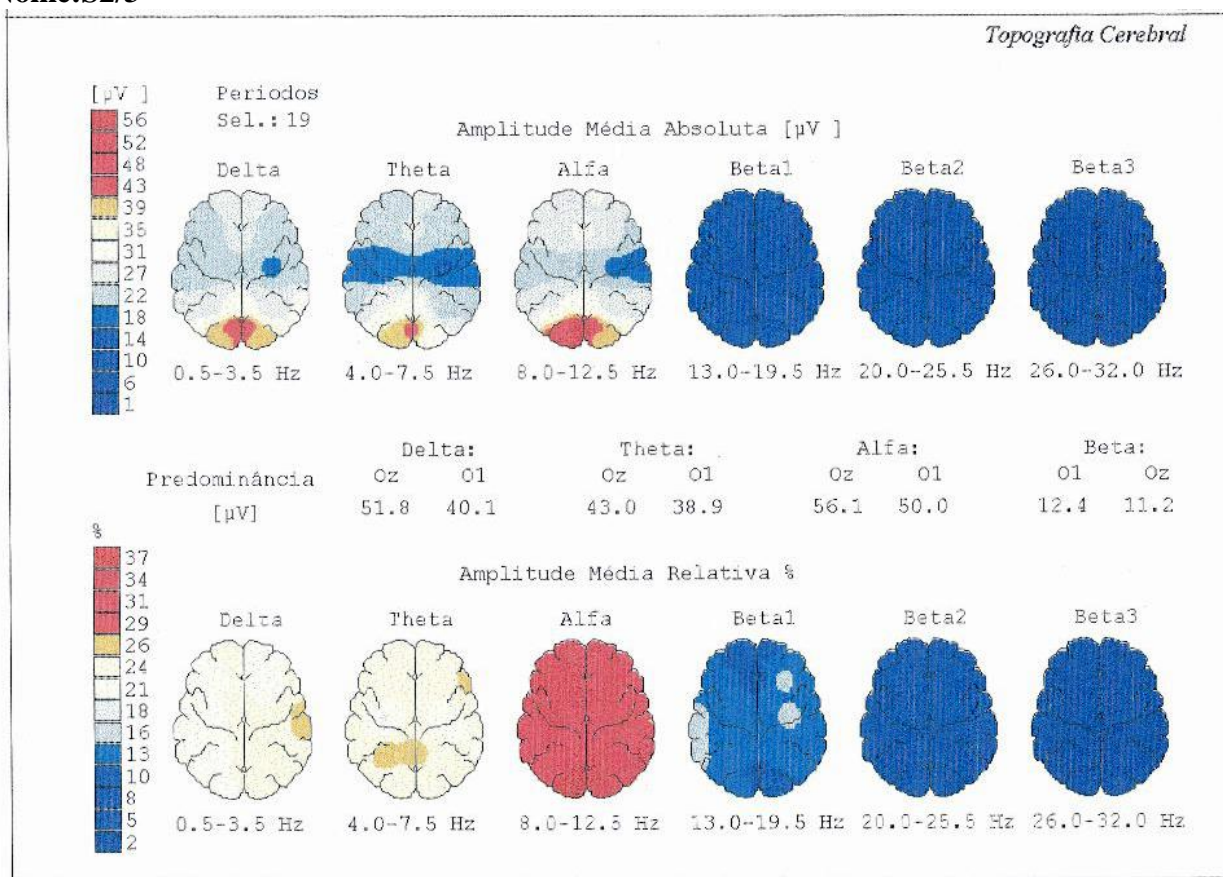 Topografia Cerebral
[µV ]
Periodos
Sel.: 19
Amplitude Média Absoluta [µV ]
56
52
48
43
39
35
31
27
22
18
14
10
6
1
Delta Theta Alfa Beta1 Beta2 Beta3
0.5-3.5 Hz 4.0-7.5 Hz 8.0-12.5 Hz 13.0-19.5 Hz 20.0-25.5 Hz 26.0-32.0 Hz
Delta: Theta: Alfa: Beta:
Predominância Oz O1 Oz O1 Oz O1 O1 Oz
[µV] 51.8 40.1 43.0 38.9 56.1 50.0 12.4 11.2
%
Amplitude Média Relativa %
37
34
31
29
26
24
21
18
16
13
10
8
5
2
Delta Theta Alfa Beta1 Beta2 Beta3
0.5-3.5 Hz 4.0-7.5 Hz 8.0-12.5 Hz 13.0-19.5 Hz 20.0-25.5 Hz 26.0-32.0 Hz